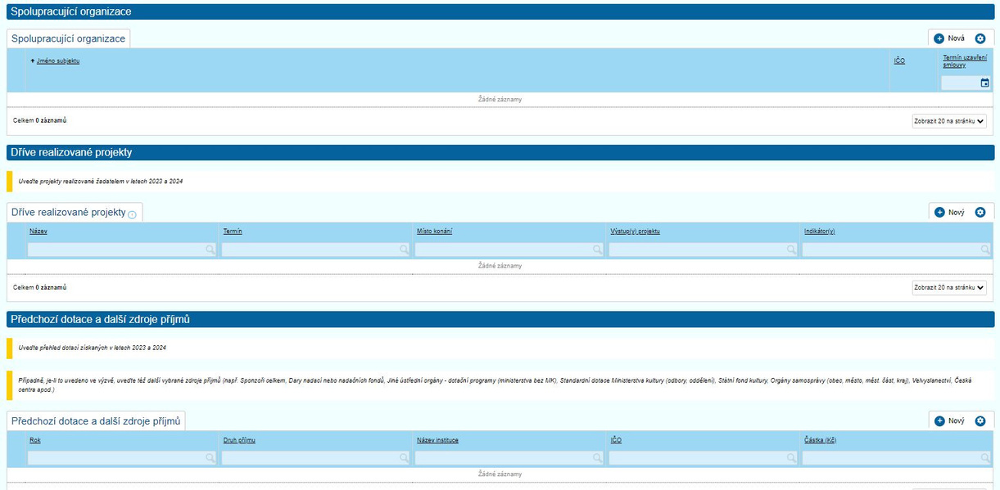 Spolupracující organizace
Spolupracující organizace
Nová
Jméno subjektu
IČO
Termín uzavření
smlouvy
Žádné záznamy
Celkem 0 záznamů
Zobrazit 20 na stránku
Dříve realizované projekty
Uveďte projekty realizované žadatelem v letech 2023 a 2024
Dříve realizované projekty
Nový
Název
Termín
Místo konání
Výstup(y) projektu
Indikátor(y)
Žádné záznamy
Celkem 0 záznamů
Zobrazit 20 na stránku
Předchozí dotace a další zdroje příjmů
Uveďte přehled dotací získaných v letech 2023 a 2024
Případně, je-li to uvedeno ve výzvě, uveďte též další vybrané zdroje příjmů (např. Sponzoři celkem, Dary nadací nebo nadačních fondů, Jiné ústřední orgány - dotační programy (ministerstva bez MK), Standardní dotace Ministerstva kultury (odbory, oddělení), Státní fond kultury, Orgány samosprávy (obec, město, měst. část, kraj), Velvyslanectví, Česká
centra apod.)
Předchozí dotace a další zdroje příjmů
Nový
Rok
Druh příjmu
Název instituce
IČO
Částka (Kč)
Žádné záznamy